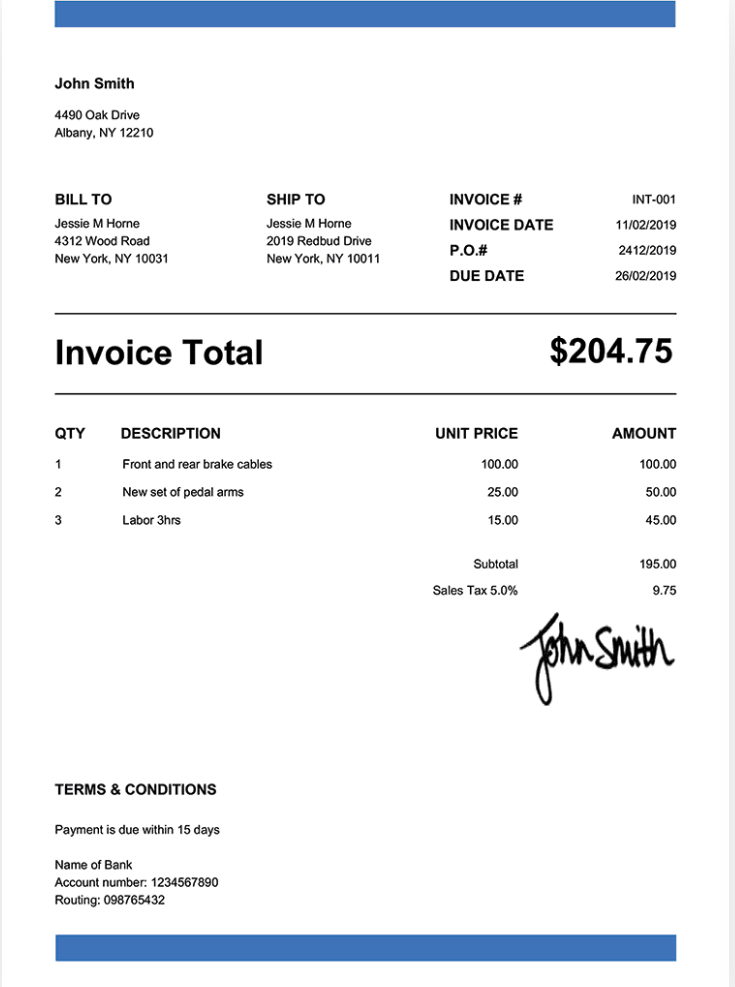 John Smith
4490 Oak Drive
Albany, NY 12210
BILL TO
Jessie M Horne
4312 Wood Road
New York, NY 10031
SHIP TO
Jessie M Horne
2019 Redbud Drive
New York, NY 10011
INVOICE # INT-001
INVOICE DATE 11/02/2019
P.O.# 2412/2019
DUE DATE 26/02/2019
Invoice Total $204.75
QTY DESCRIPTION UNIT PRICE AMOUNT
1 Front and rear brake cables 100.00 100.00
2 New set of pedal arms 25.00 50.00
3 Labor 3hrs 15.00 45.00
Subtotal 195.00
Sales Tax 5.0% 9.75
John Smith
TERMS & CONDITIONS
Payment is due within 15 days
Name of Bank
Account number: 1234567890
Routing: 098765432